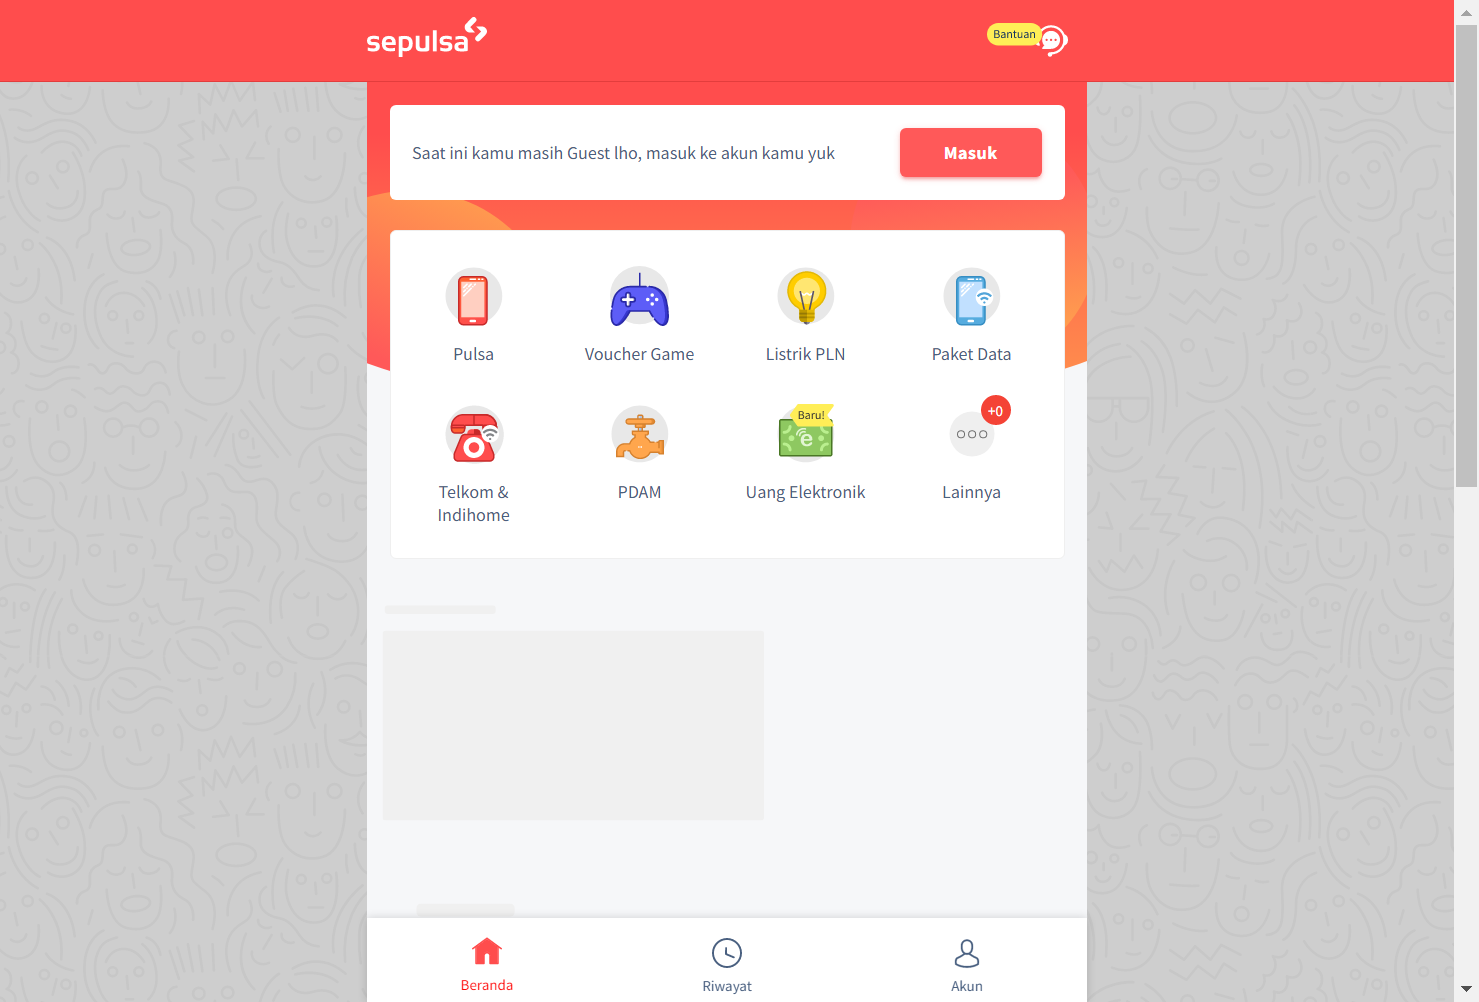 sepulsa
Bantuan
Saat ini kamu masih Guest lho, masuk ke akun kamu yuk
Masuk
Pulsa
Voucher Game
Listrik PLN
Paket Data
Telkom &
Indihome
PDAM
Baru!
e
Uang Elektronik
+0
Lainnya
Beranda
Riwayat
Akun